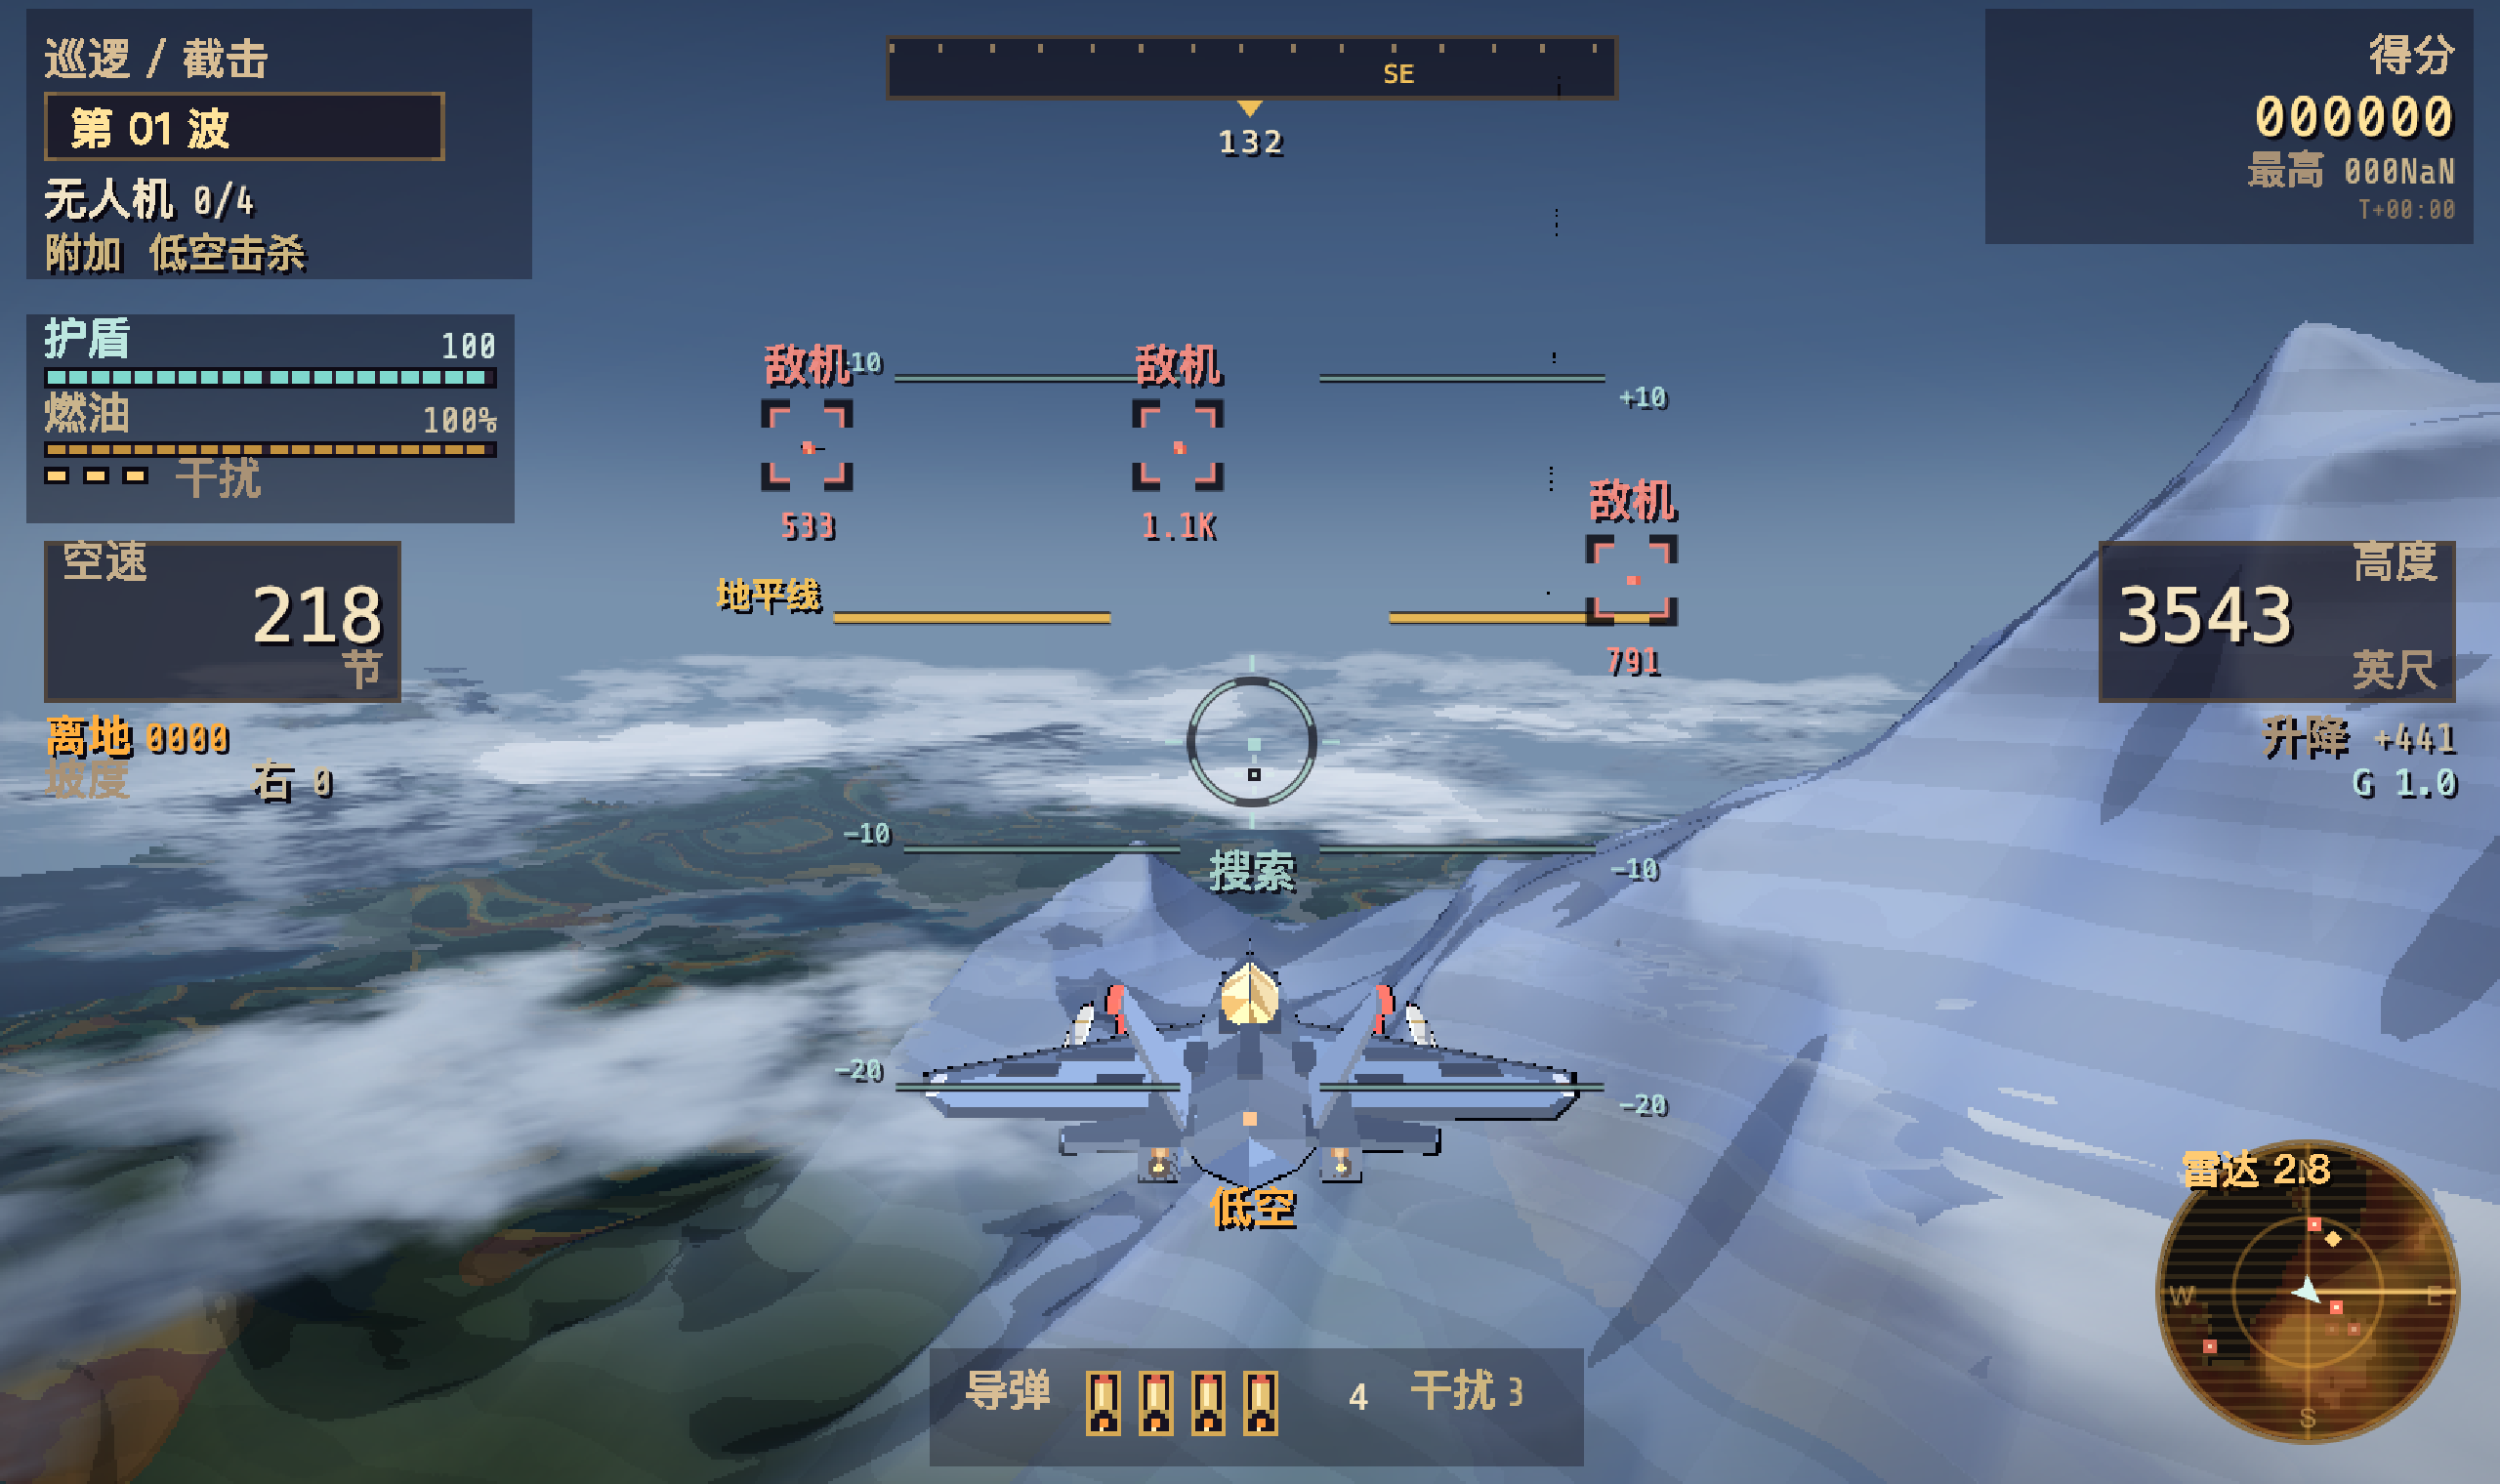 巡逻 / 截击
第 01 波
无人机 0/4
附加 低空击杀
护盾 100
燃油 100%
干扰
空速
218
节
离地 0000
坡度 右 0
SE
132
得分
000000
最高 000NaN
T+00:00
敌机
533
敌机
1.1K
敌机
791
10
+10
地平线
-10
-10
搜索
-20
-20
低空
高度
3543
英尺
升降 +441
G 1.0
雷达 2.8
N
W
E
S
导弹 4 干扰 3